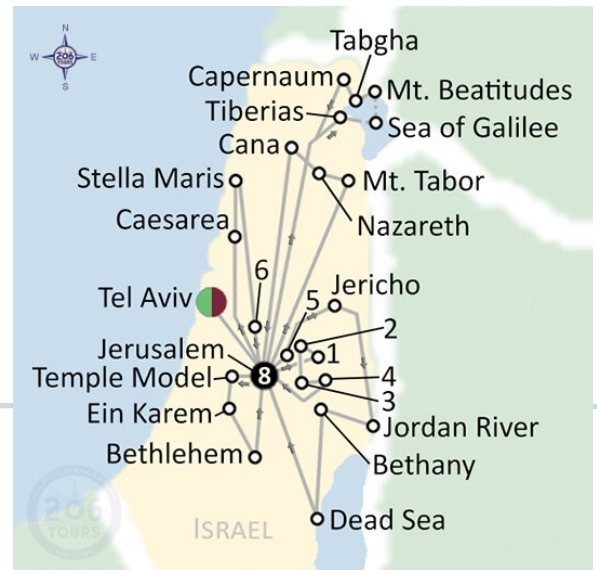 N
W
206
E
S
Tabgha
Capernaum
Mt. Beatitudes
Tiberias
Sea of Galilee
Cana
Stella Maris
Mt. Tabor
Caesarea
Nazareth
6
Jericho
Tel Aviv
5
2
1
Jerusalem
8
Temple Model
4
3
Ein Karem
Jordan River
Bethlehem
Bethany
206
TOURS
Dead Sea
ISRAEL